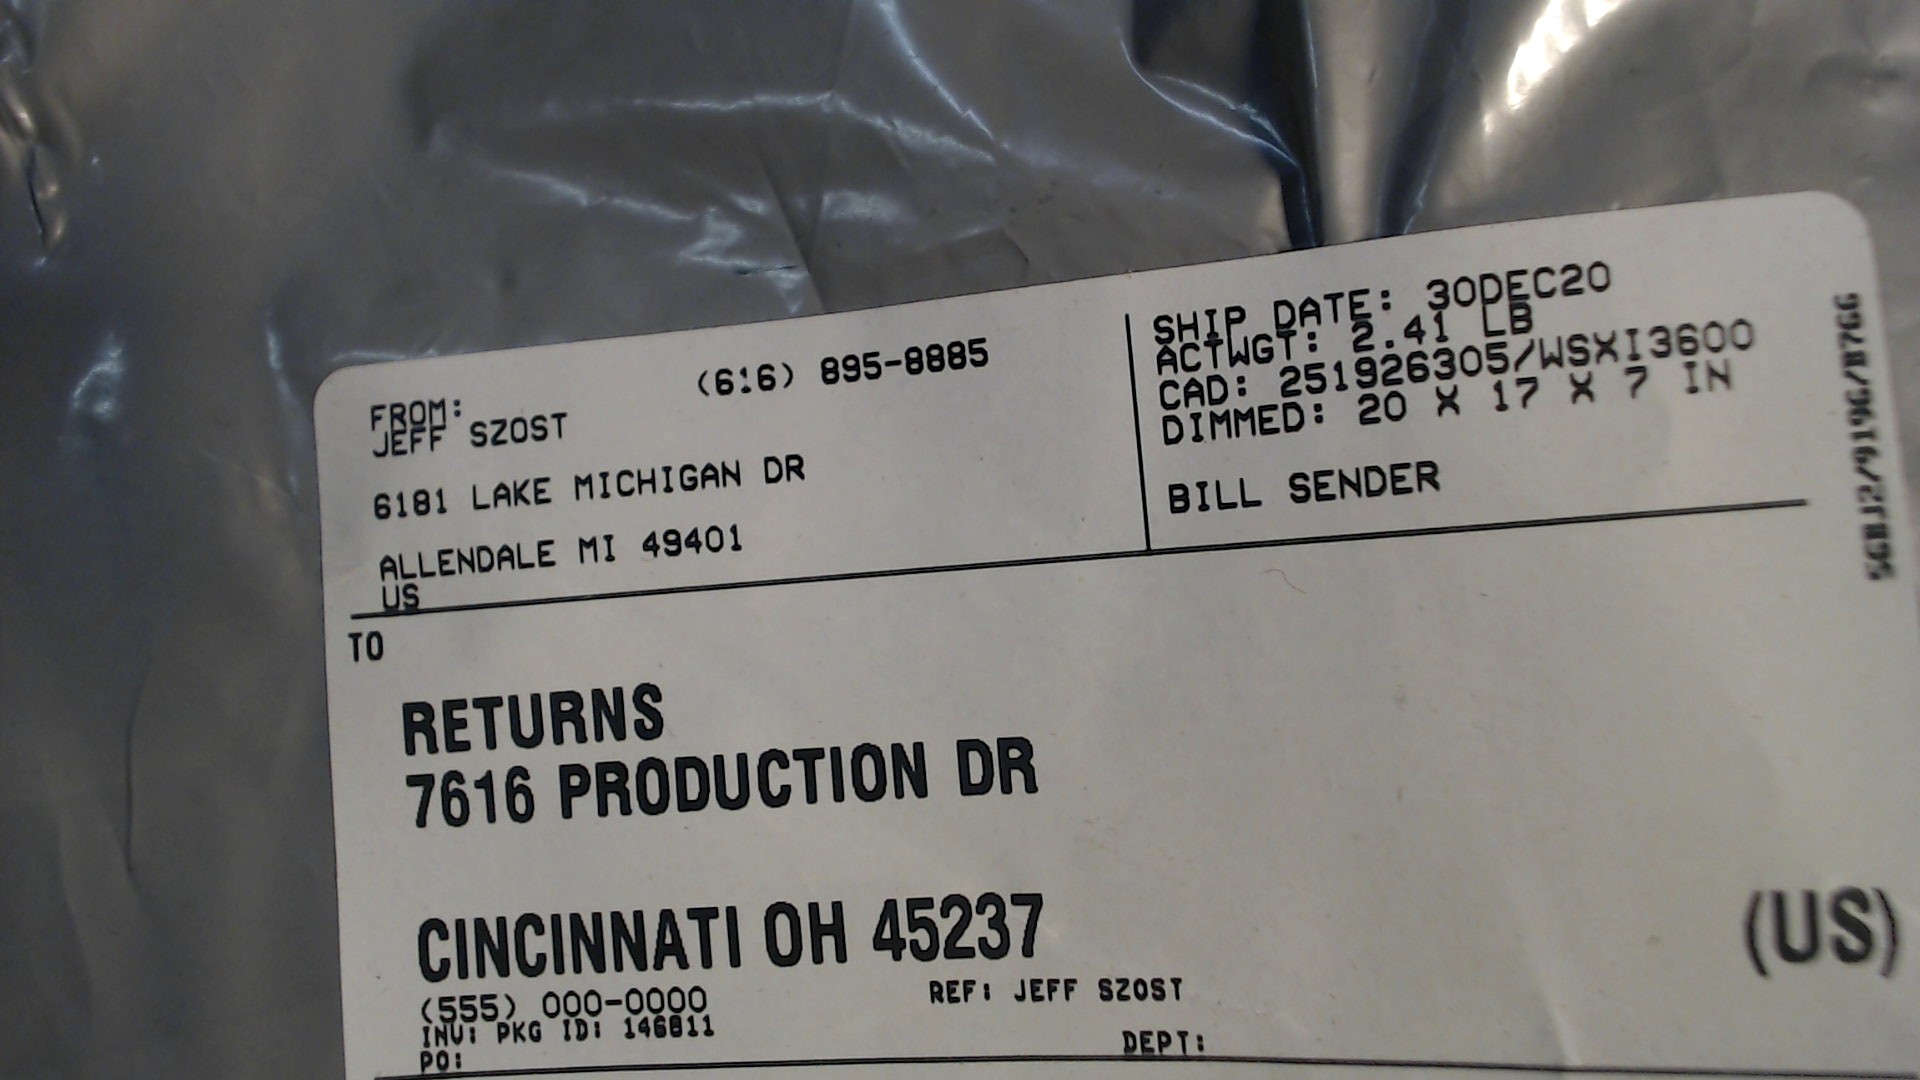 FROM:
(616) 895-8885
JEFF SZOST
6181 LAKE MICHIGAN DR
ALLENDALE MI 49401
US
SHIP DATE: 30DEC20
ACTWGT: 2.41 LB
CAD: 251926305/WSXI3600
DIMMED: 20 X 17 X 7 IN
BILL SENDER
TO
RETURNS
7616 PRODUCTION DR
CINCINNATI OH 45237
(US)
(555) 000-0000
REF: JEFF SZOST
INV: PKG ID: 146811
PO:
DEPT: